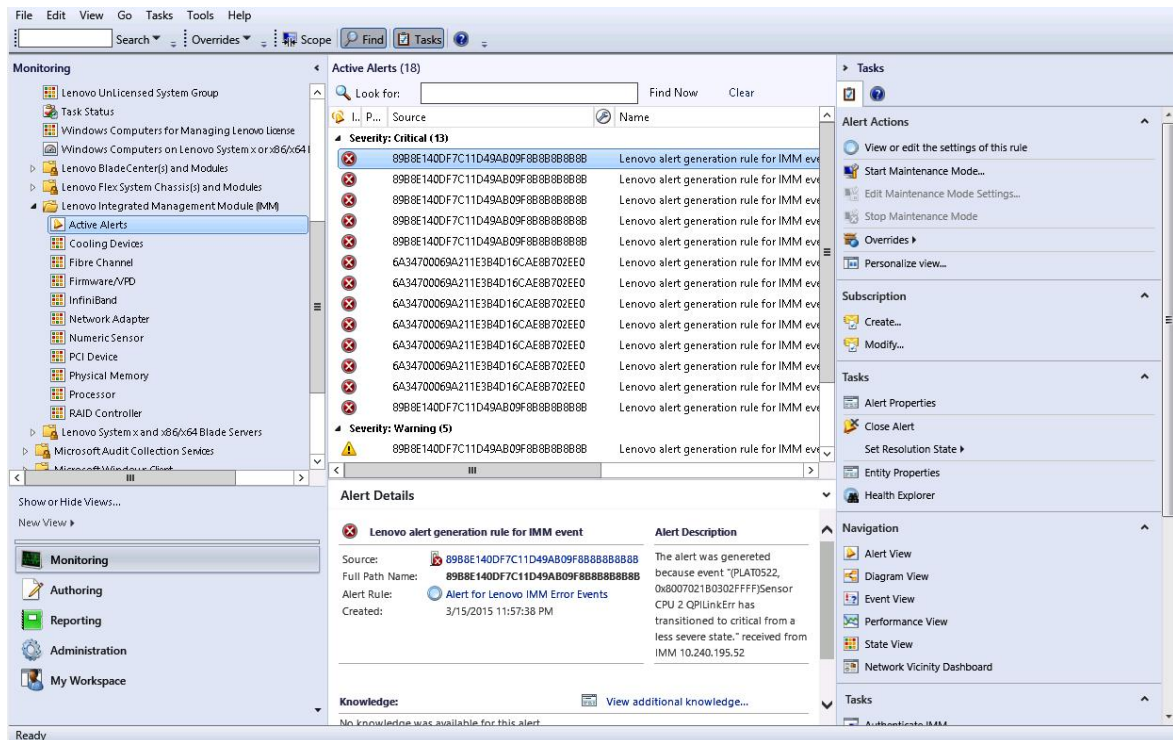 File Edit View Go Tasks Tools Help
Search Overrides Scope Find Tasks
Monitoring
Lenovo UnLicensed System Group
Task Status
Windows Computers for Managing Lenovo License
Windows Computers on Lenovo System x or x86/x64
Lenovo BladeCenter(s) and Modules
Lenovo Flex System Chassis(s) and Modules
Lenovo Integrated Management Module (IMM)
Active Alerts
Cooling Devices
Fibre Channel
Firmware/VPD
InfiniBand
Network Adapter
Numeric Sensor
PCI Device
Physical Memory
Processor
RAID Controller
Lenovo System x and x86/x64 Blade Servers
Microsoft Audit Collection Services
Microsoft Windows Client
Show or Hide Views...
New View
Monitoring
Authoring
Reporting
Administration
My Workspace
Ready
Active Alerts (18)
Look for: Find Now Clear
I.. P... Source Name
Severity: Critical (13)
89B8E140DF7C11D49AB09F8B8B8B8B8B Lenovo alert generation rule for IMM eve
89B8E140DF7C11D49AB09F8B8B8B8B8B Lenovo alert generation rule for IMM eve
89B8E140DF7C11D49AB09F8B8B8B8B8B Lenovo alert generation rule for IMM eve
89B8E140DF7C11D49AB09F8B8B8B8B8B Lenovo alert generation rule for IMM eve
89B8E140DF7C11D49AB09F8B8B8B8B8B Lenovo alert generation rule for IMM eve
6A34700069A211E3B4D16CAE8B702EE0 Lenovo alert generation rule for IMM eve
6A34700069A211E3B4D16CAE8B702EE0 Lenovo alert generation rule for IMM eve
6A34700069A211E3B4D16CAE8B702EE0 Lenovo alert generation rule for IMM eve
6A34700069A211E3B4D16CAE8B702EE0 Lenovo alert generation rule for IMM eve
6A34700069A211E3B4D16CAE8B702EE0 Lenovo alert generation rule for IMM eve
6A34700069A211E3B4D16CAE8B702EE0 Lenovo alert generation rule for IMM eve
6A34700069A211E3B4D16CAE8B702EE0 Lenovo alert generation rule for IMM eve
89B8E140DF7C11D49AB09F8B8B8B8B8B Lenovo alert generation rule for IMM eve
Severity: Warning (5)
89B8E140DF7C11D49AB09F8B8B8B8B8B Lenovo alert generation rule for IMM eve
Alert Details
Lenovo alert generation rule for IMM event
Source: 89B8E140DF7C11D49AB09F8B8B8B8B8B
Full Path Name: 89B8E140DF7C11D49AB09F8B8B8B8B8B
Alert Rule: Alert for Lenovo IMM Error Events
Created: 3/15/2015 11:57:38 PM
Alert Description
The alert was genereted
because event "(PLAT0522,
0x8007021B0302FFFF)Sensor
CPU 2 QPILinkErr has
transitioned to critical from a
less severe state." received from
IMM 10.240.195.52
Knowledge: View additional knowledge...
No knowledge was available for this alert
Tasks
Alert Actions
View or edit the settings of this rule
Start Maintenance Mode...
Edit Maintenance Mode Settings...
Stop Maintenance Mode
Overrides
Personalize view...
Subscription
Create...
Modify...
Tasks
Alert Properties
Close Alert
Set Resolution State
Entity Properties
Health Explorer
Navigation
Alert View
Diagram View
Event View
Performance View
State View
Network Vicinity Dashboard
Tasks
Authenticate IMM